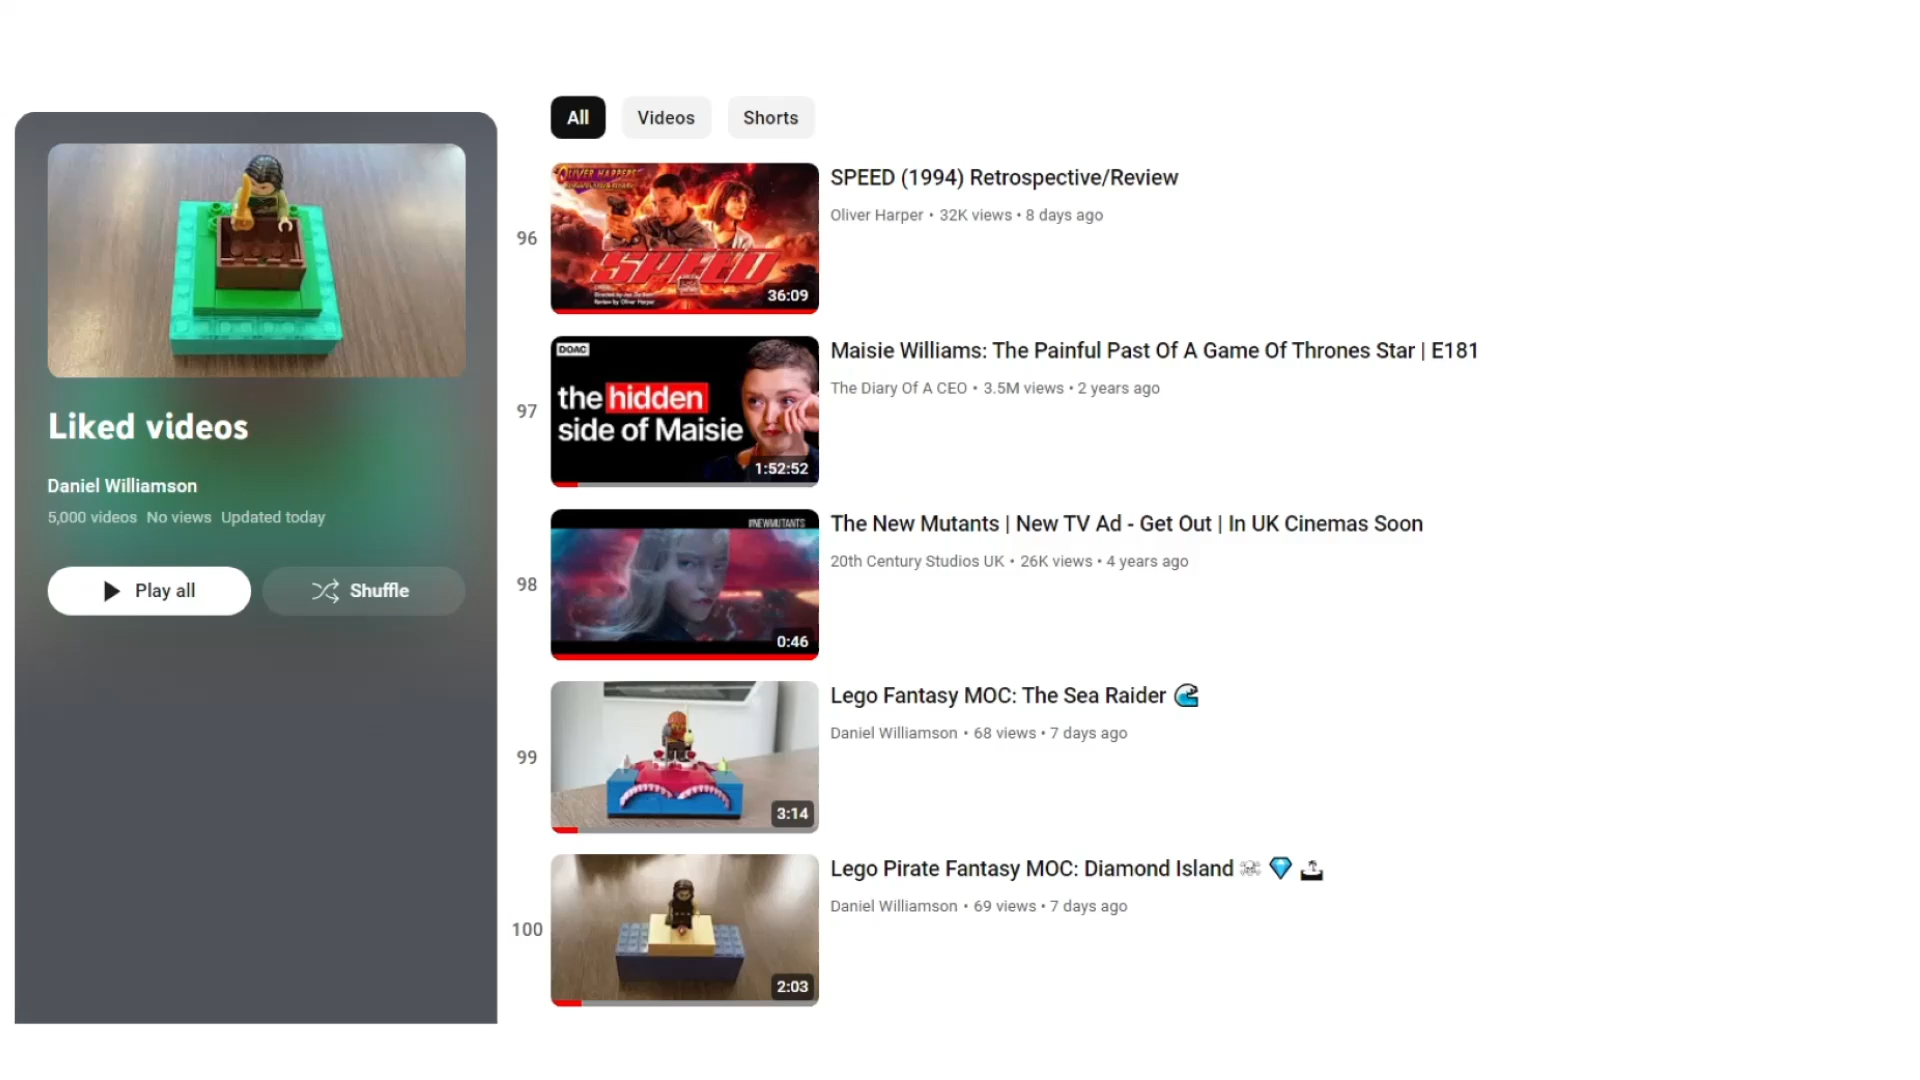 All
Videos
Shorts
Liked videos
Daniel Williamson
5,000 videos No views Updated today
Play all
Shuffle
96
OLIVER HARPER'S
SPEED
36:09
SPEED (1994) Retrospective/Review
Oliver Harper • 32K views • 8 days ago
97
DOAC
the hidden
side of Maisie
1:52:52
Maisie Williams: The Painful Past Of A Game Of Thrones Star | E181
The Diary Of A CEO • 3.5M views • 2 years ago
98
#NEWMUTANTS
0:46
The New Mutants | New TV Ad - Get Out | In UK Cinemas Soon
20th Century Studios UK • 26K views • 4 years ago
99
3:14
Lego Fantasy MOC: The Sea Raider 🌊
Daniel Williamson • 68 views • 7 days ago
100
2:03
Lego Pirate Fantasy MOC: Diamond Island ☠️ 💎 🏝️
Daniel Williamson • 69 views • 7 days ago